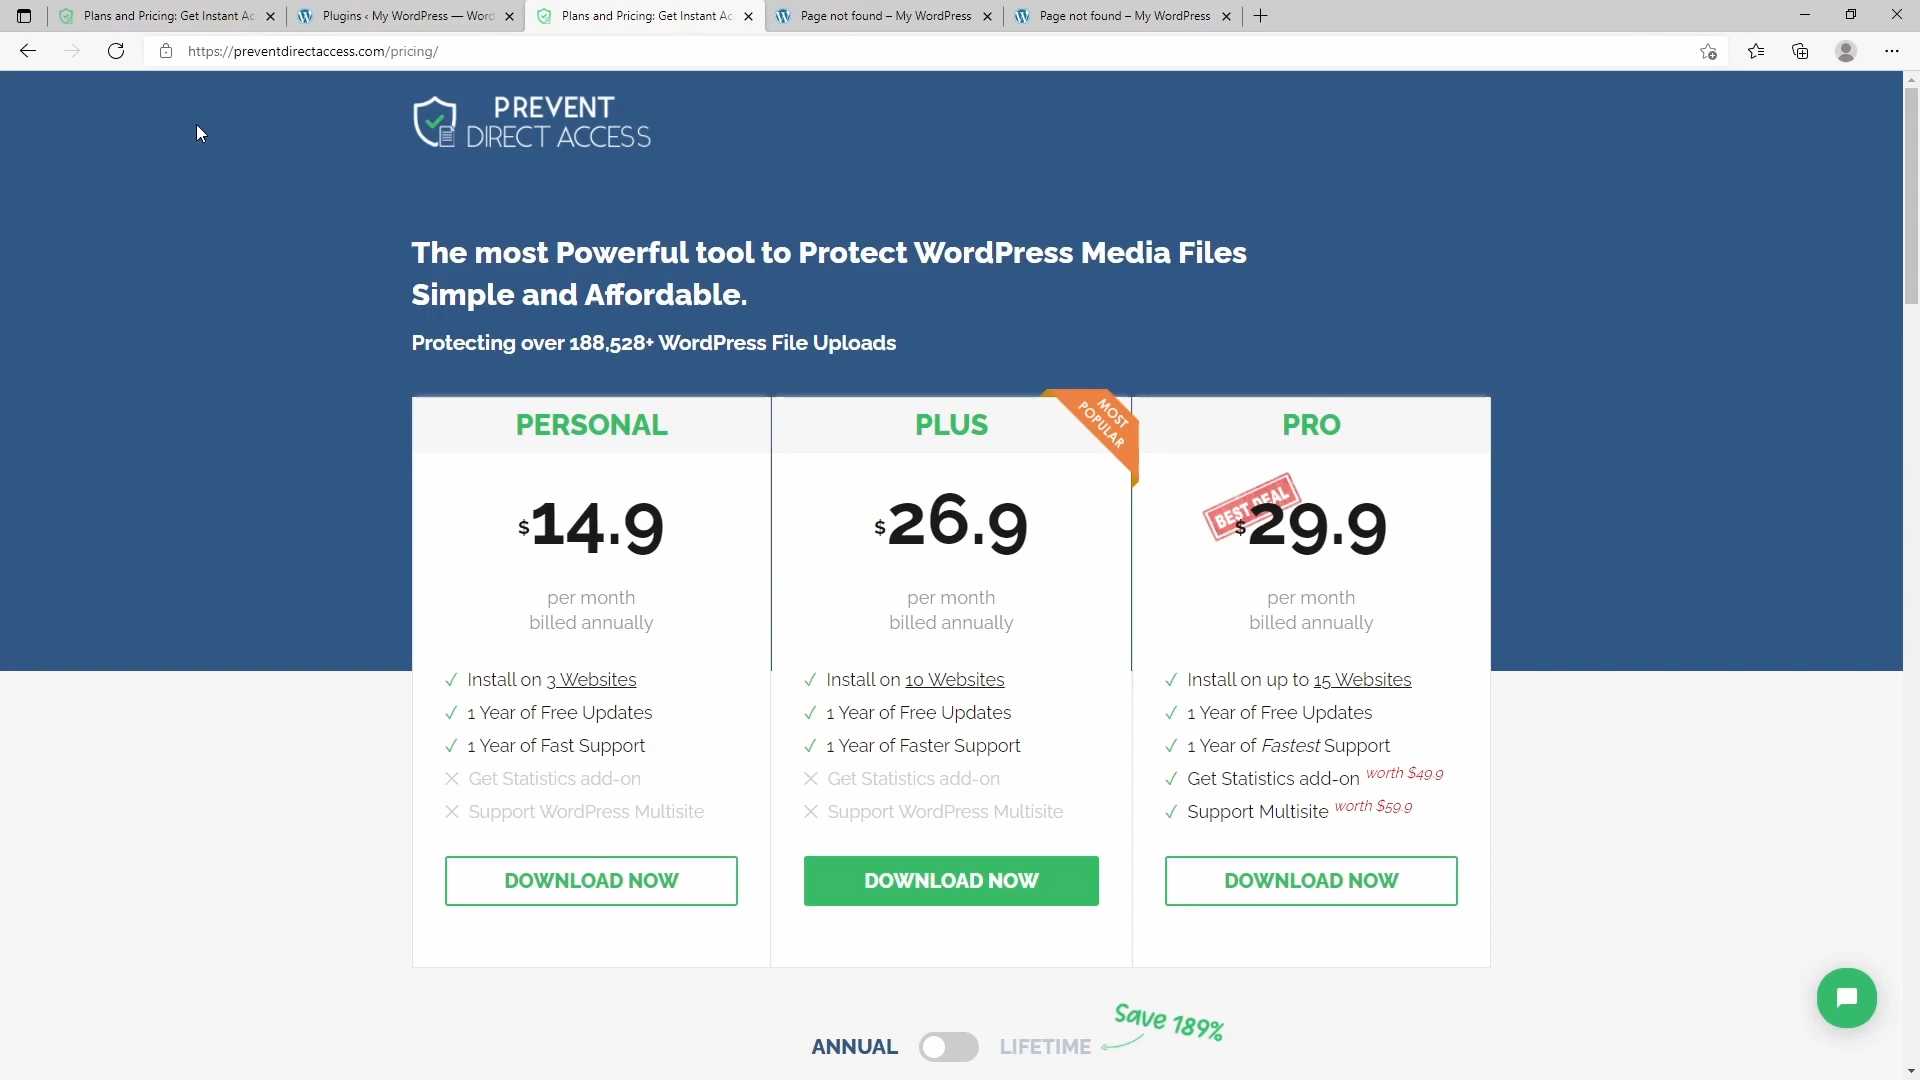 Plans and Pricing: Get Instant Ac
Plugins ‹ My WordPress — Word
Plans and Pricing: Get Instant Ac
Page not found – My WordPress
Page not found – My WordPress
https://preventdirectaccess.com/pricing/
PREVENT
DIRECT ACCESS
The most Powerful tool to Protect WordPress Media Files
Simple and Affordable.
Protecting over 188,528+ WordPress File Uploads
PERSONAL
$14.9
per month
billed annually
✓ Install on 3 Websites
✓ 1 Year of Free Updates
✓ 1 Year of Fast Support
✕ Get Statistics add-on
✕ Support WordPress Multisite
DOWNLOAD NOW
PLUS
MOST
POPULAR
$26.9
per month
billed annually
✓ Install on 10 Websites
✓ 1 Year of Free Updates
✓ 1 Year of Faster Support
✕ Get Statistics add-on
✕ Support WordPress Multisite
DOWNLOAD NOW
PRO
BEST DEAL
$29.9
per month
billed annually
✓ Install on up to 15 Websites
✓ 1 Year of Free Updates
✓ 1 Year of Fastest Support
✓ Get Statistics add-on worth $49.9
✓ Support Multisite worth $59.9
DOWNLOAD NOW
Save 189%
ANNUAL LIFETIME